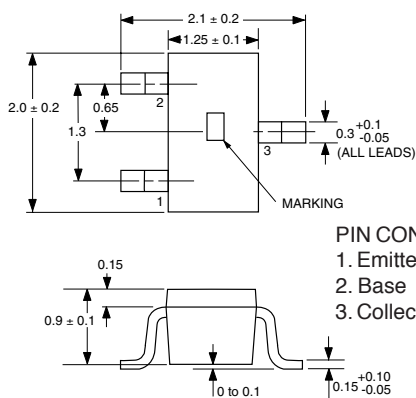 2.1 ± 0.2
1.25 ± 0.1
2.0 ± 0.2
0.65
1.3
2
3
1
0.3 +0.1 -0.05
(ALL LEADS)
MARKING
PIN CON
1. Emitte
2. Base
3. Collec
0.15
0.9 ± 0.1
0 to 0.1
0.15 +0.10 -0.05